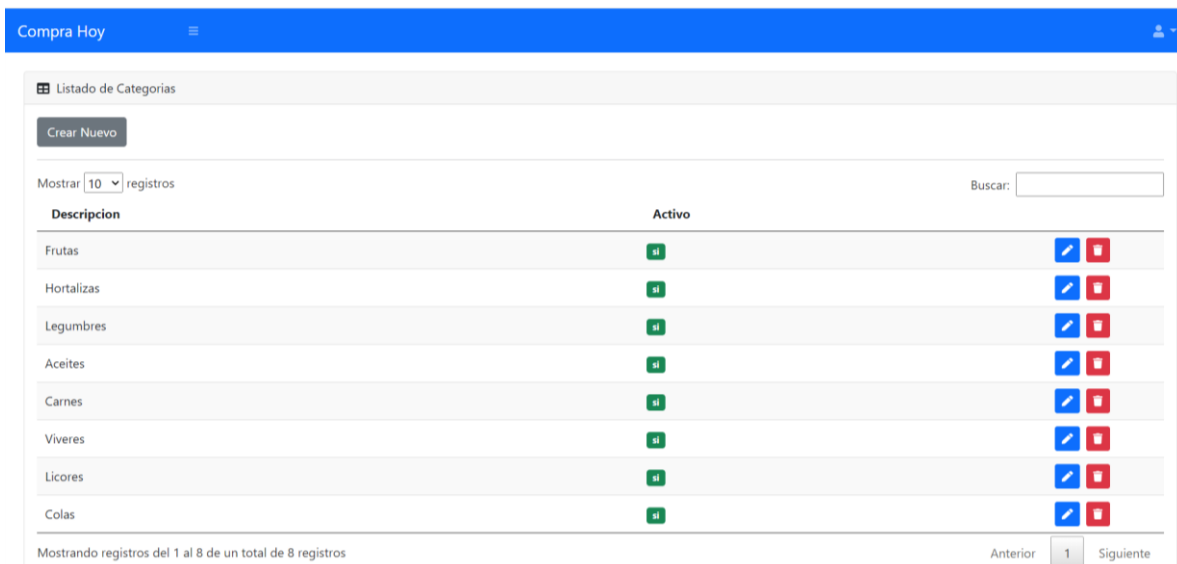 Compra Hoy
Listado de Categorias
Crear Nuevo
Mostrar 10 registros Buscar:
Descripcion Activo
Frutas si
Hortalizas si
Legumbres si
Aceites si
Carnes si
Viveres si
Licores si
Colas si
Mostrando registros del 1 al 8 de un total de 8 registros Anterior 1 Siguiente